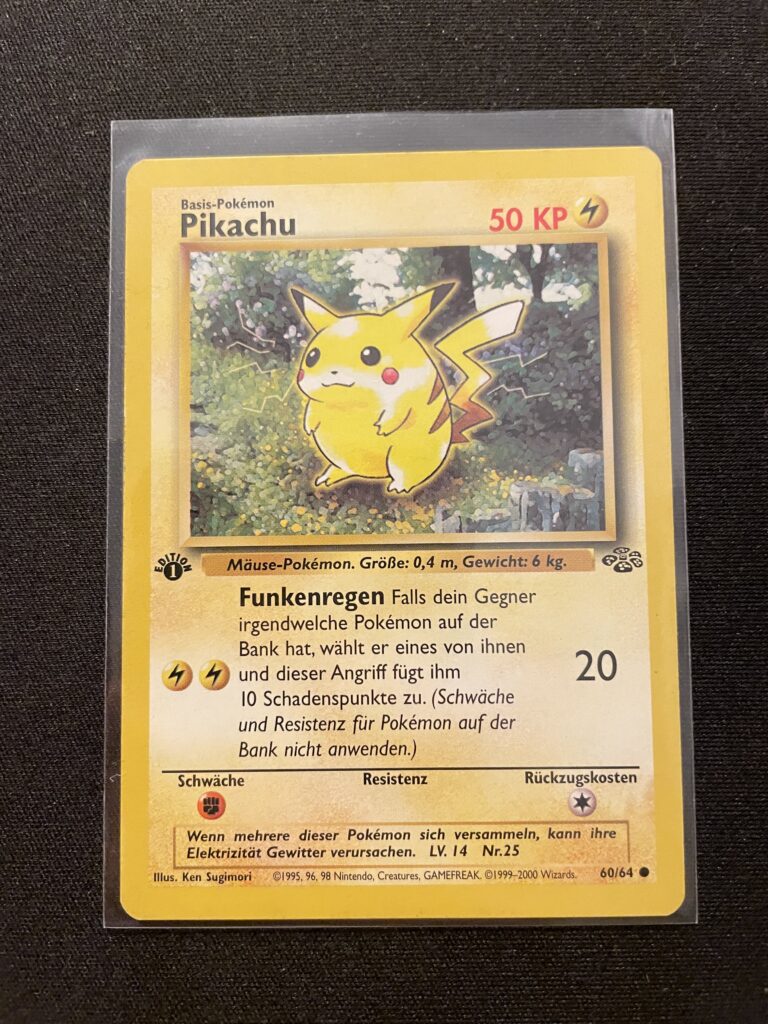 Basis-Pokémon
Pikachu
50 KP
EDITION
1
Mäuse-Pokémon. Größe: 0,4 m, Gewicht: 6 kg.
Funkenregen Falls dein Gegner
irgendwelche Pokémon auf der
Bank hat, wählt er eines von ihnen
und dieser Angriff fügt ihm
10 Schadenspunkte zu. (Schwäche
und Resistenz für Pokémon auf der
Bank nicht anwenden.)
20
Schwäche Resistenz Rückzugskosten
Wenn mehrere dieser Pokémon sich versammeln, kann ihre
Elektrizität Gewitter verursachen. LV. 14 Nr.25
Illus. Ken Sugimori ©1995, 96, 98 Nintendo, Creatures, GAMEFREAK. ©1999–2000 Wizards. 60/64